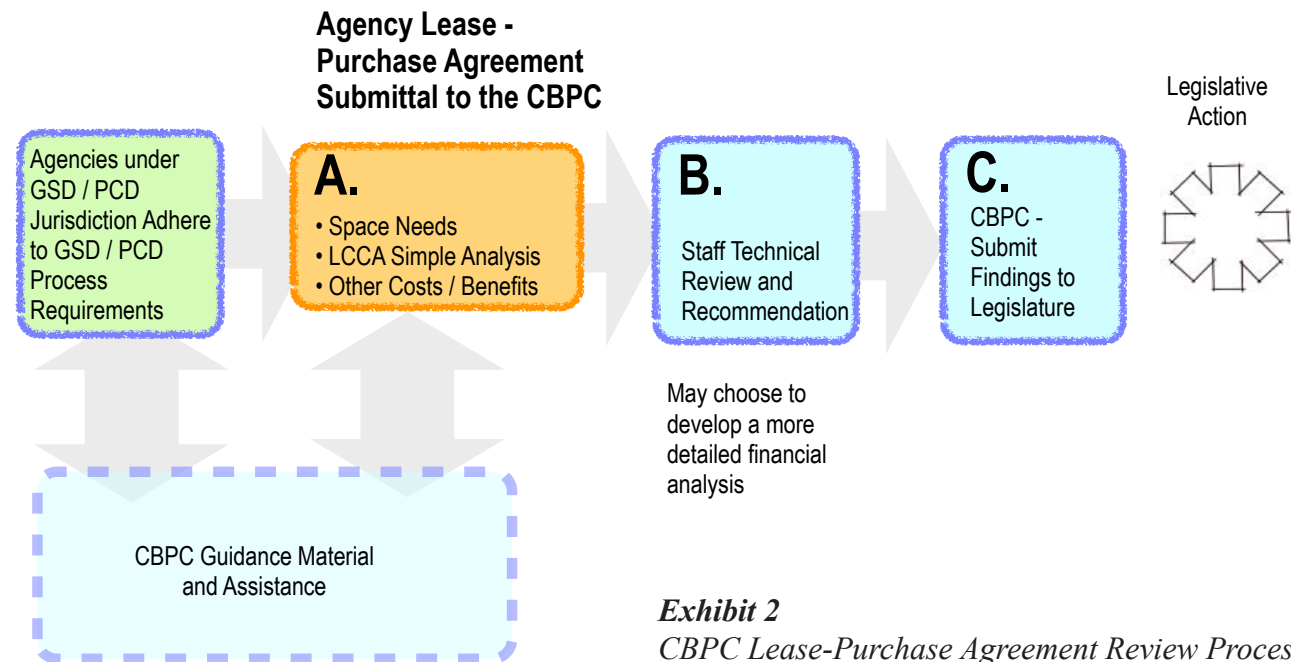 Agency Lease -
Purchase Agreement
Submittal to the CBPC
Legislative
Action
Agencies under
GSD / PCD
Jurisdiction Adhere
to GSD / PCD
Process
Requirements
A.
• Space Needs
• LCCA Simple Analysis
• Other Costs / Benefits
B.
Staff Technical
Review and
Recommendation
C.
CBPC -
Submit
Findings to
Legislature
May choose to
develop a more
detailed financial
analysis
CBPC Guidance Material
and Assistance
Exhibit 2
CBPC Lease-Purchase Agreement Review Proces